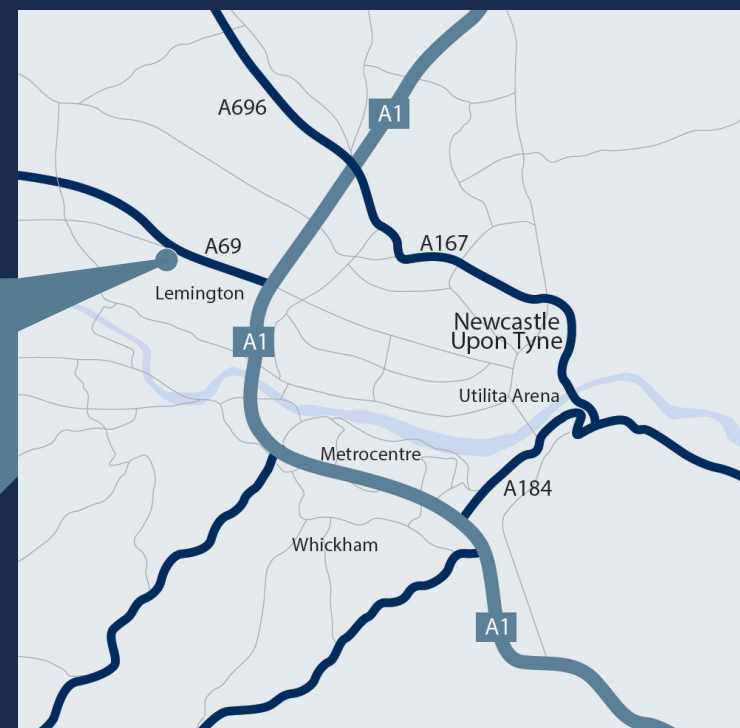 A696
A1
A69
A167
Lemington
Newcastle
Upon Tyne
A1
Utilita Arena
Metrocentre
A184
Whickham
A1